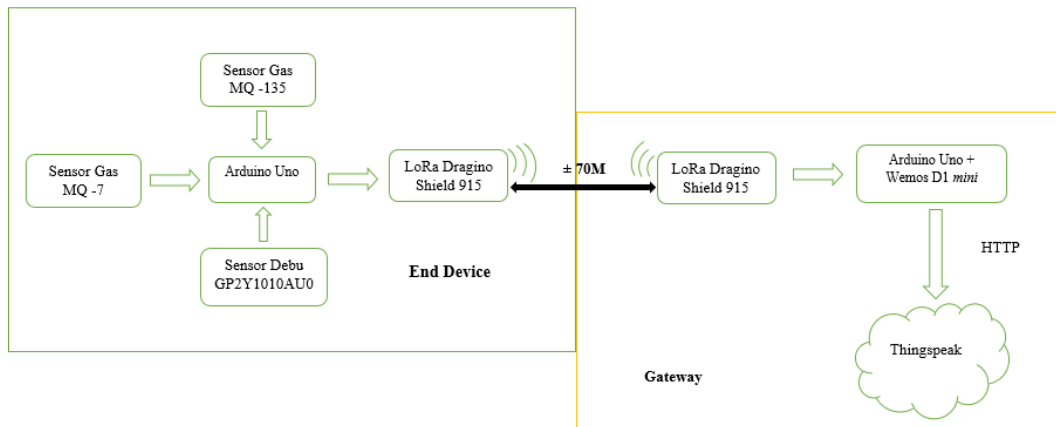 Sensor Gas
MQ -135
Sensor Gas
MQ -7
Arduino Uno
LoRa Dragino
Shield 915
± 70M
LoRa Dragino
Shield 915
Arduino Uno +
Wemos D1 mini
Sensor Debu
GP2Y1010AU0
End Device
HTTP
Thingspeak
Gateway